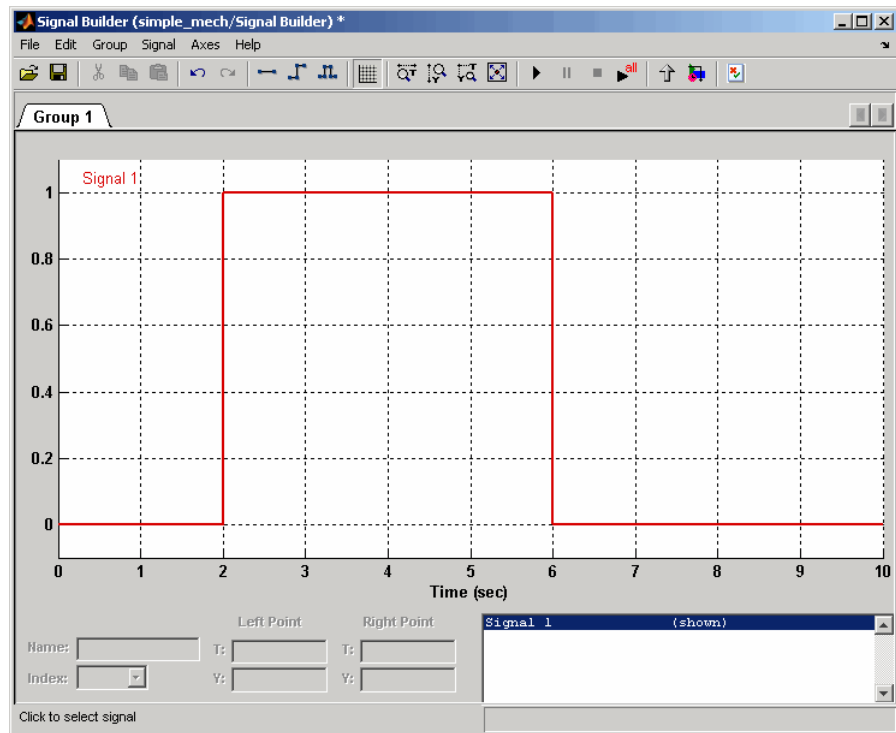 Signal Builder (simple_mech/Signal Builder) *
File Edit Group Signal Axes Help
all
Group 1
Signal 1
1
0.8
0.6
0.4
0.2
0
0 1 2 3 4 5 6 7 8 9 10
Time (sec)
Left Point Right Point
Name: T: T:
Index: Y: Y:
Signal 1 (shown)
Click to select signal